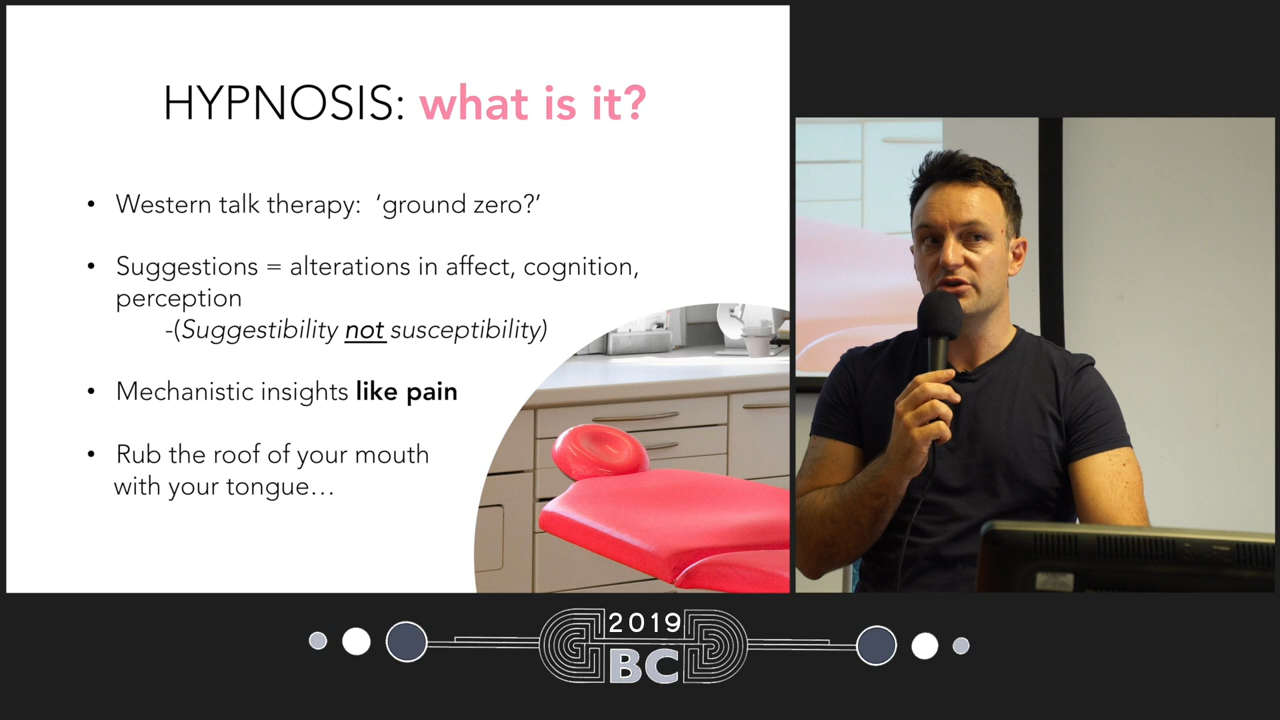 HYPNOSIS: what is it?
• Western talk therapy: 'ground zero?'
• Suggestions = alterations in affect, cognition,
perception
-(Suggestibility not susceptibility)
• Mechanistic insights like pain
• Rub the roof of your mouth
with your tongue…
2019
BC